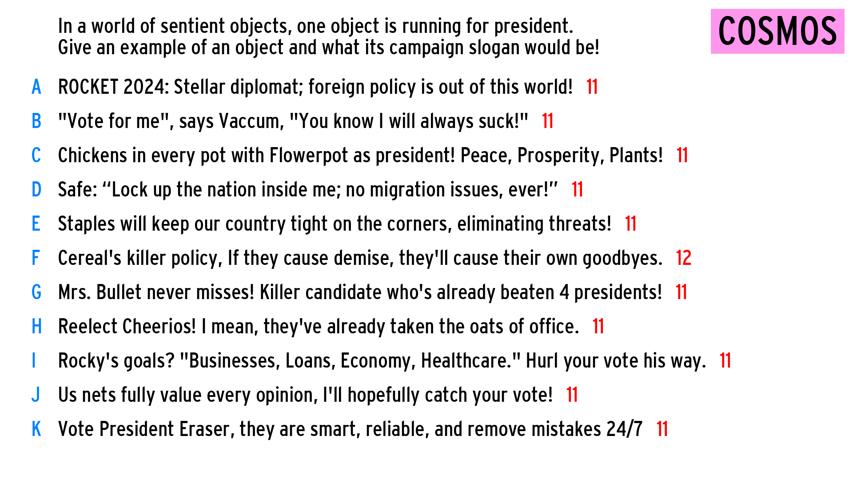 In a world of sentient objects, one object is running for president.
Give an example of an object and what its campaign slogan would be!
COSMOS
A ROCKET 2024: Stellar diplomat; foreign policy is out of this world! 11
B "Vote for me", says Vaccum, "You know I will always suck!" 11
C Chickens in every pot with Flowerpot as president! Peace, Prosperity, Plants! 11
D Safe: “Lock up the nation inside me; no migration issues, ever!” 11
E Staples will keep our country tight on the corners, eliminating threats! 11
F Cereal's killer policy, If they cause demise, they'll cause their own goodbyes. 12
G Mrs. Bullet never misses! Killer candidate who's already beaten 4 presidents! 11
H Reelect Cheerios! I mean, they've already taken the oats of office. 11
I Rocky's goals? "Businesses, Loans, Economy, Healthcare." Hurl your vote his way. 11
J Us nets fully value every opinion, I'll hopefully catch your vote! 11
K Vote President Eraser, they are smart, reliable, and remove mistakes 24/7 11